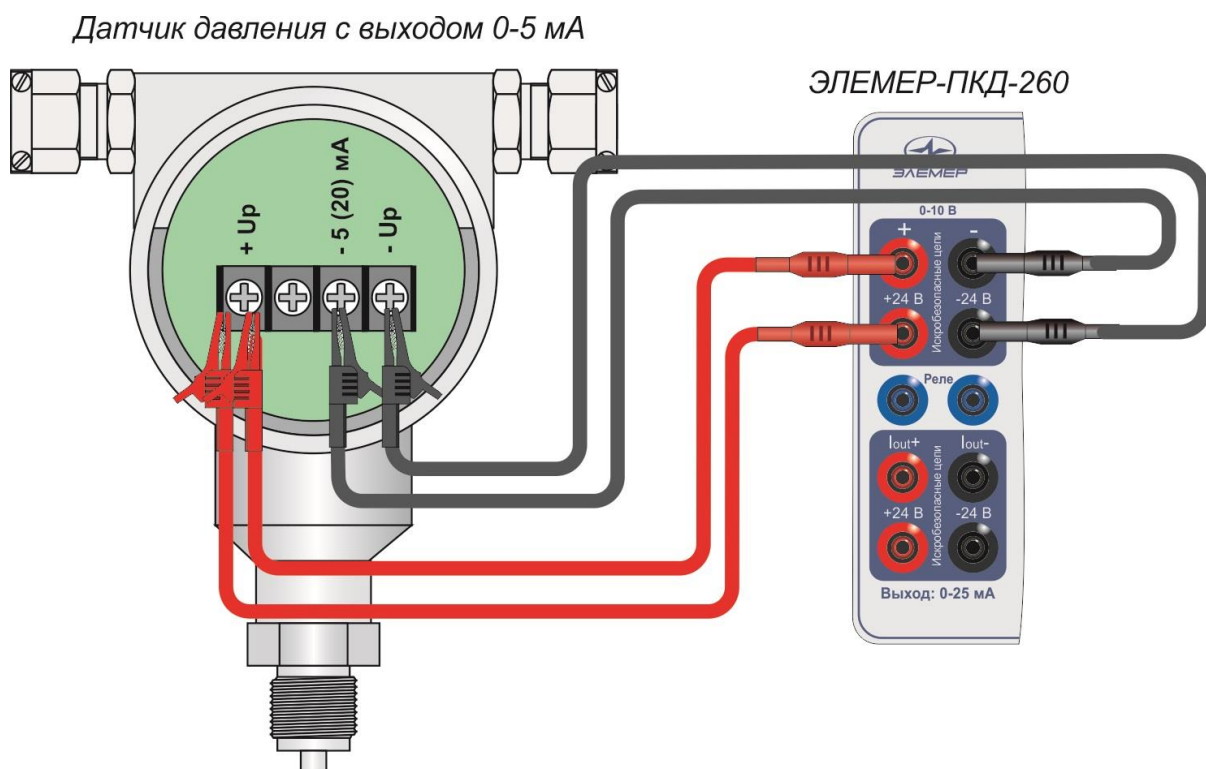 Датчик давления с выходом 0-5 мА
ЭЛЕМЕР-ПКД-260
+ Up
- 5 (20) мА
- Up
ЭЛЕМЕР
0-10 В
+ -
Искробезопасные цепи
+24 В -24 В
Реле
Iout+ Iout-
Искробезопасные цепи
+24 В -24 В
Выход: 0-25 мА